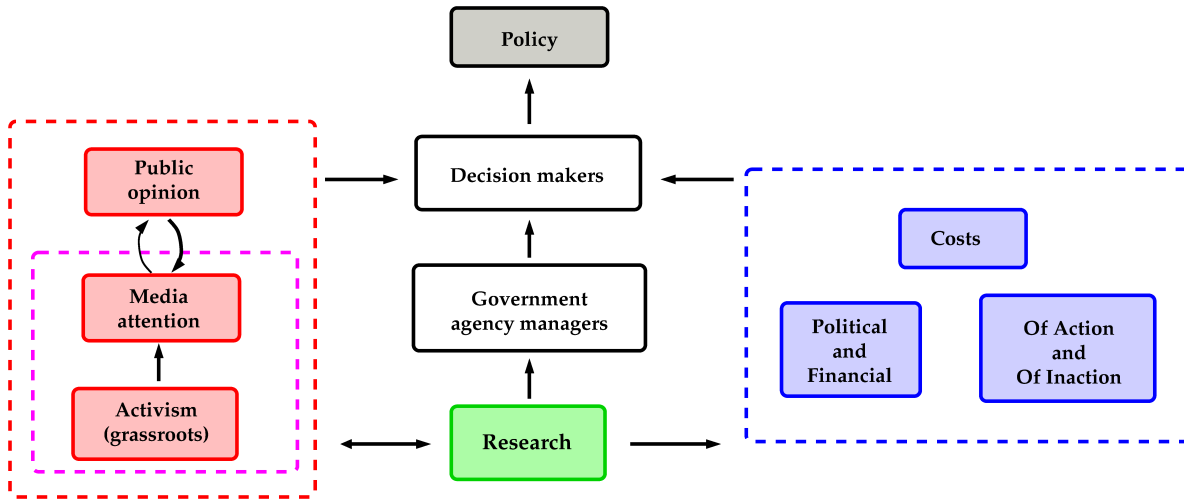 Policy
Public
opinion
Decision makers
Costs
Media
attention
Government
agency managers
Political
and
Financial
Of Action
and
Of Inaction
Activism
(grassroots)
Research